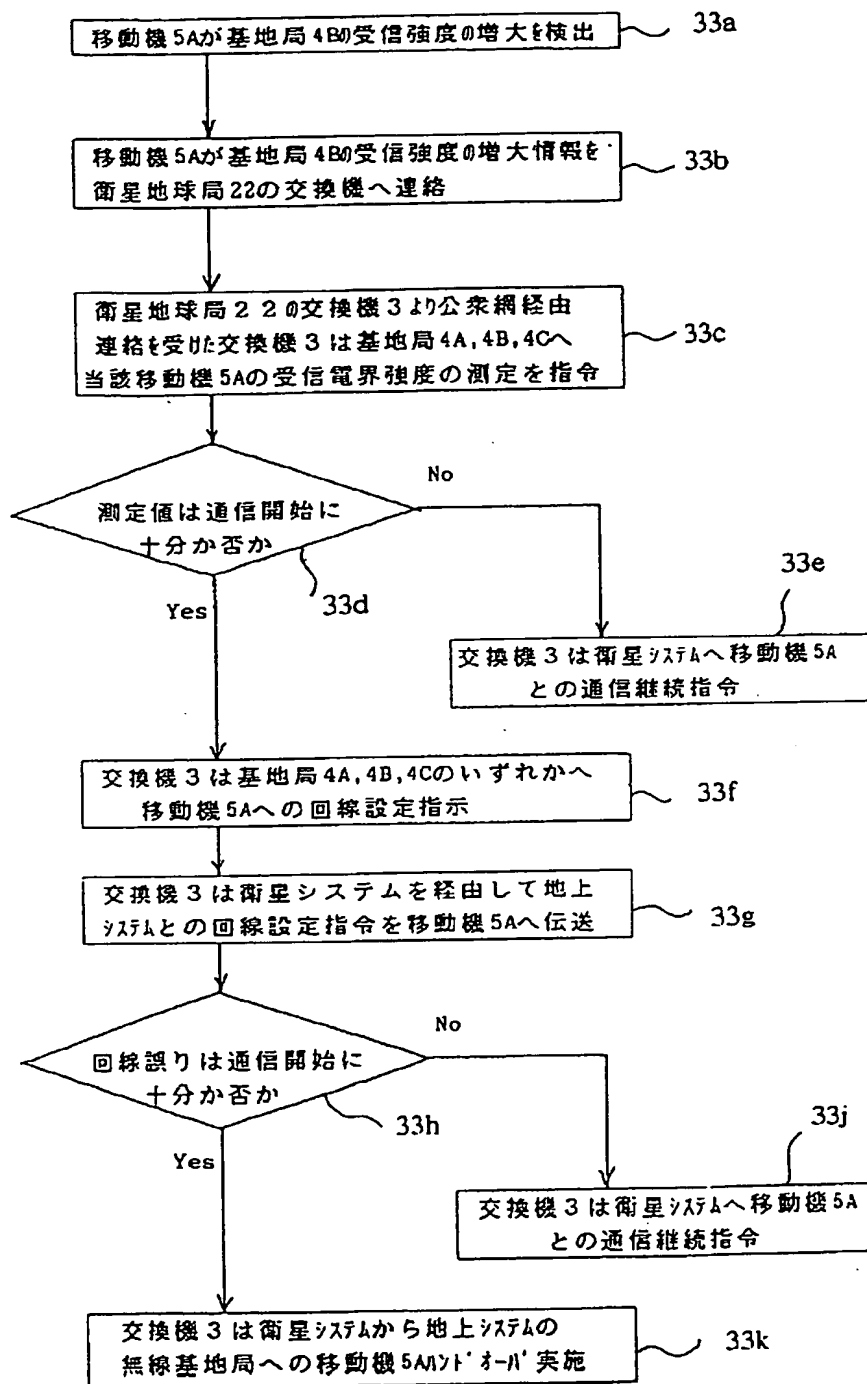 移動機5Aが基地局4Bの受信強度の増大を検出
33a
移動機5Aが基地局4Bの受信強度の増大情報を
衛星地球局22の交換機へ連絡
33b
衛星地球局22の交換機3より公衆網経由
連絡を受けた交換機3は基地局4A,4B,4Cへ
当該移動機5Aの受信電界強度の測定を指令
33c
測定値は通信開始に
十分か否か
No
33d
Yes
33e
交換機3は衛星システムへ移動機5A
との通信継続指令
交換機3は基地局4A,4B,4Cのいずれかへ
移動機5Aへの回線設定指示
33f
交換機3は衛星システムを経由して地上
システムとの回線設定指令を移動機5Aへ伝送
33g
回線誤りは通信開始に
十分か否か
No
33h
Yes
33j
交換機3は衛星システムへ移動機5A
との通信継続指令
交換機3は衛星システムから地上システムの
無線基地局への移動機5Aハンドオーバ実施
33k